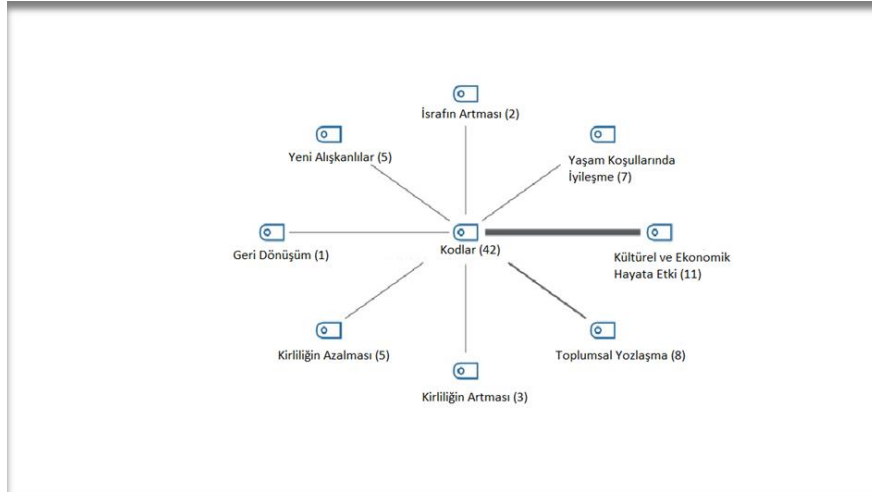 İsrafın Artması (2)
Yeni Alışkanlılar (5)
Yaşam Koşullarında
İyileşme (7)
Geri Dönüşüm (1)
Kodlar (42)
Kültürel ve Ekonomik
Hayata Etki (11)
Kirliliğin Azalması (5)
Toplumsal Yozlaşma (8)
Kirliliğin Artması (3)